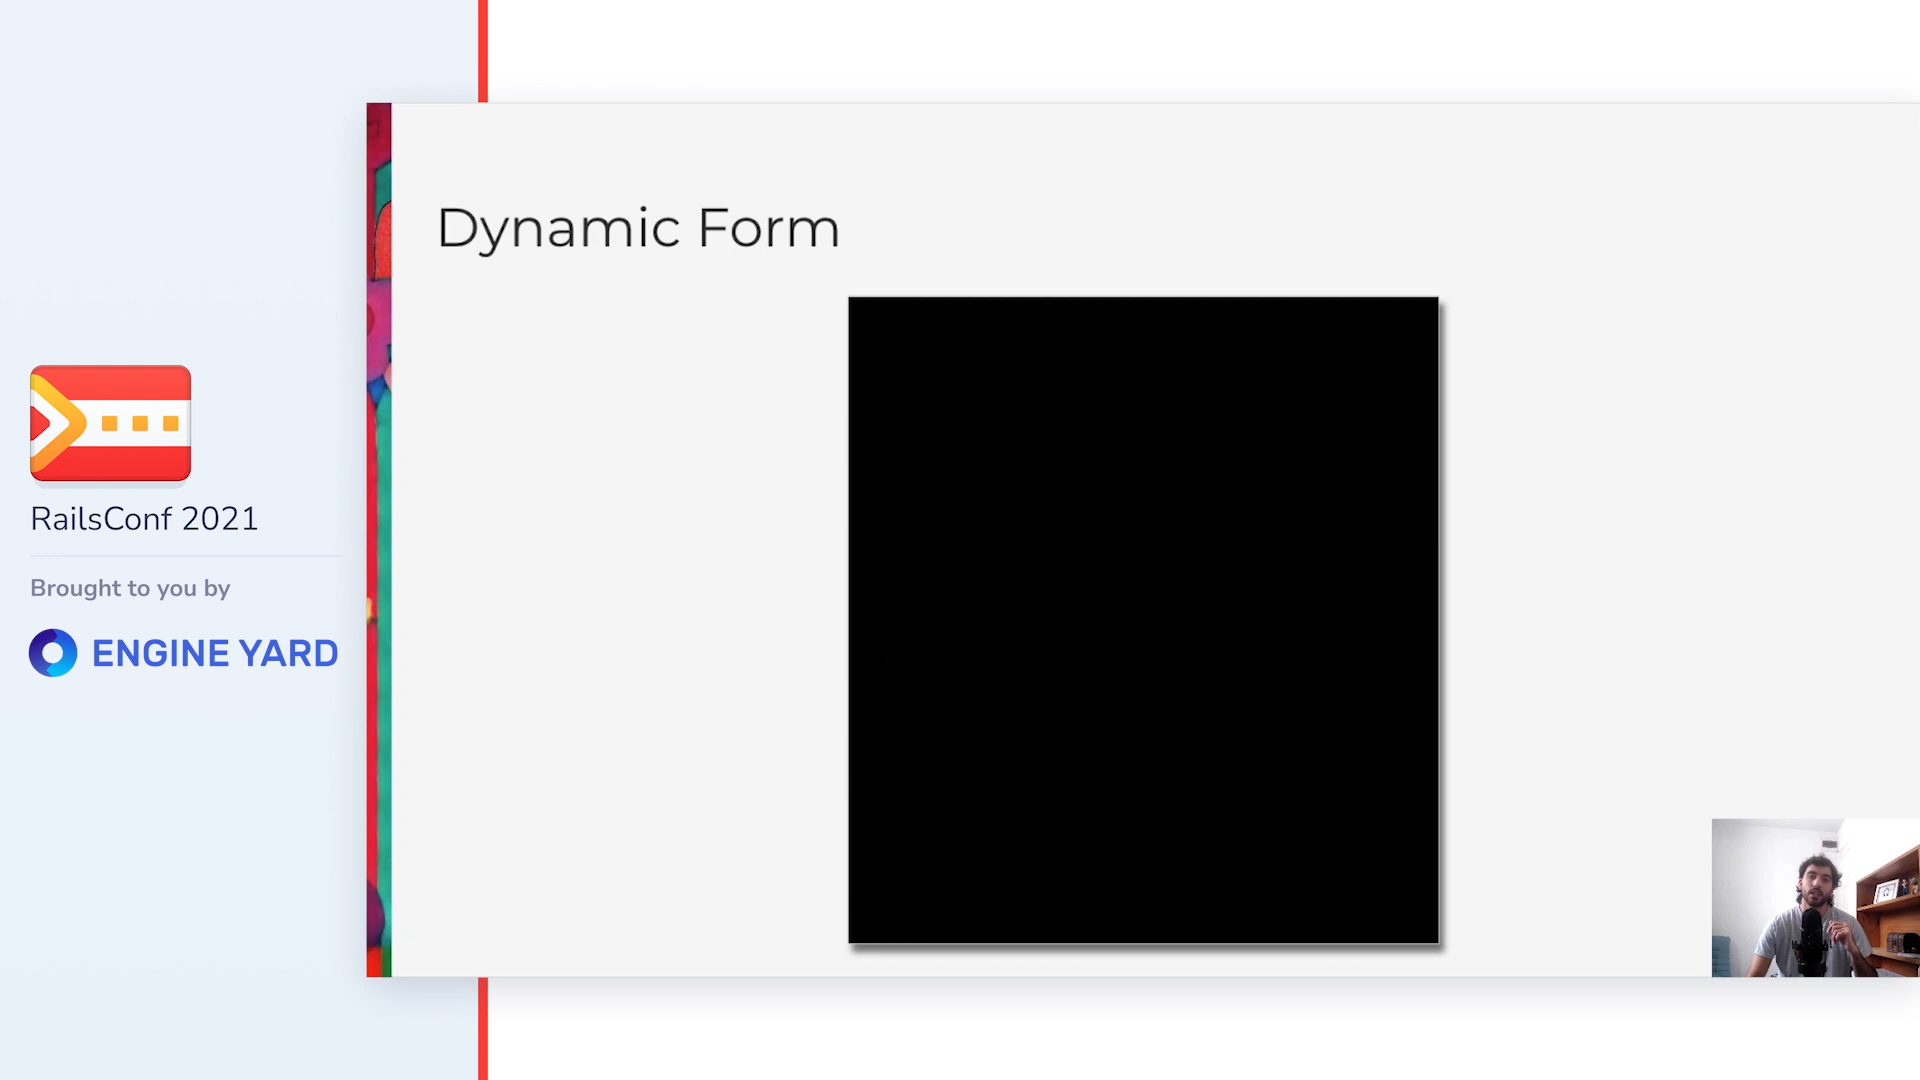 Dynamic Form
RailsConf 2021
Brought to you by
ENGINE YARD